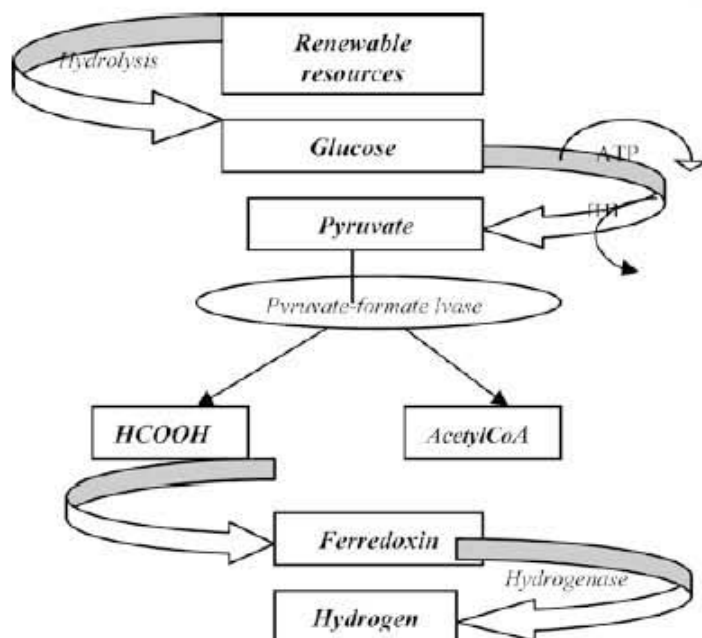 Renewable
resources
Hydrolysis
Glucose
ATP
Pyruvate
Pyruvate-formate lyase
HCOOH
AcetylCoA
Ferredoxin
Hydrogenase
Hydrogen